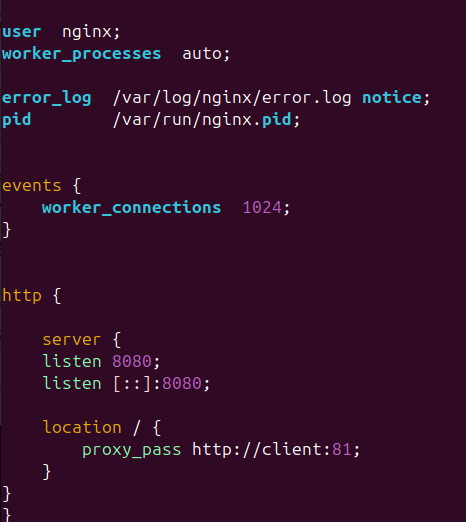 user  nginx;
worker_processes  auto;
error_log  /var/log/nginx/error.log notice;
pid        /var/run/nginx.pid;
events {
    worker_connections  1024;
}
http {
    server {
    listen 8080;
    listen [::]:8080;
    location / {
        proxy_pass http://client:81;
    }
}
}